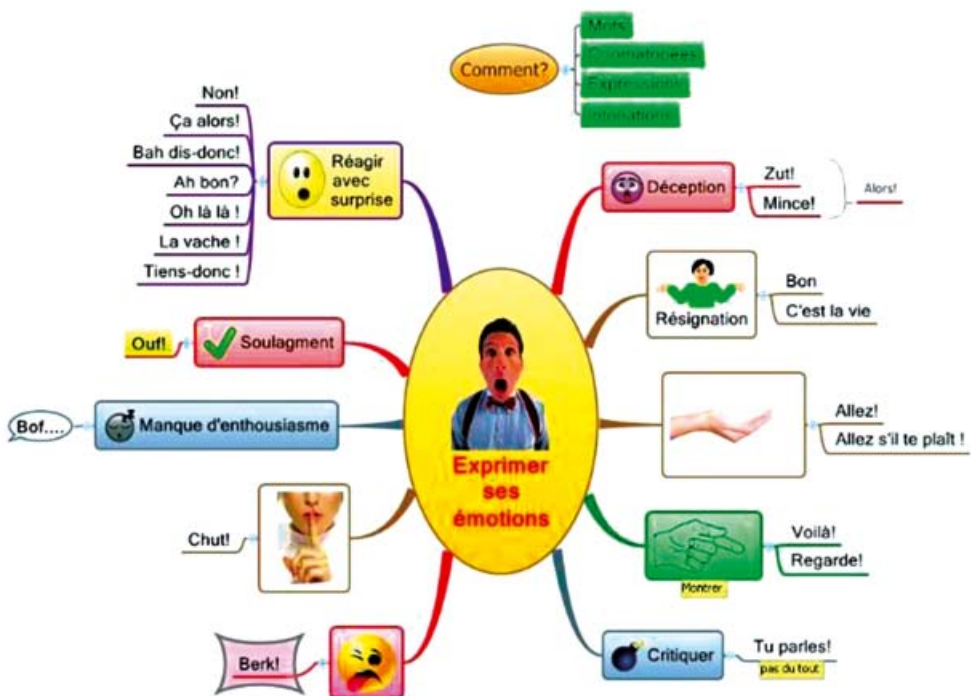 Comment?
Mots
Onomatopées
Expressions
Intonations
Non!
Ça alors!
Bah dis-donc!
Ah bon?
Oh là là !
La vache !
Tiens-donc !
Réagir
avec
surprise
Déception
Zut!
Mince!
Alors!
Résignation
Bon
C'est la vie
Ouf!
Soulagment
Bof....
Manque d'enthousiasme
Exprimer
ses
émotions
Allez!
Allez s'il te plaît !
Chut!
Voilà!
Regarde!
Montrer
Berk!
Critiquer
Tu parles!
pas du tout